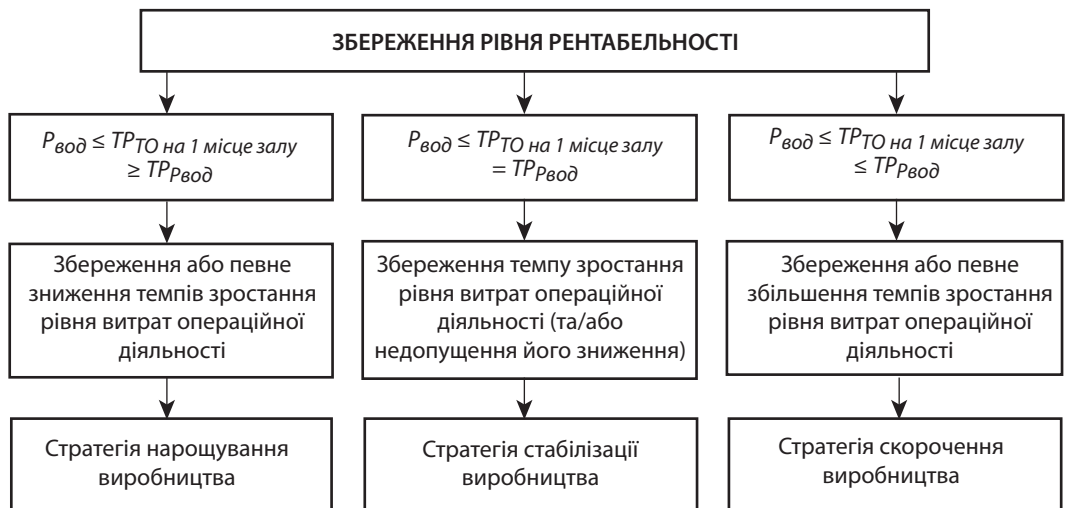 ЗБЕРЕЖЕННЯ РІВНЯ РЕНТАБЕЛЬНОСТІ
Рвод ≤ ТРТО на 1 місце залу
≥ ТРРвод
Рвод ≤ ТРТО на 1 місце залу
= ТРРвод
Рвод ≤ ТРТО на 1 місце залу
≤ ТРРвод
Збереження або певне
зниження темпів зростання
рівня витрат операційної
діяльності
Збереження темпу зростання
рівня витрат операційної
діяльності (та/або
недопущення його зниження)
Збереження або певне
збільшення темпів зростання
рівня витрат операційної
діяльності
Стратегія нарощування
виробництва
Стратегія стабілізації
виробництва
Стратегія скорочення
виробництва